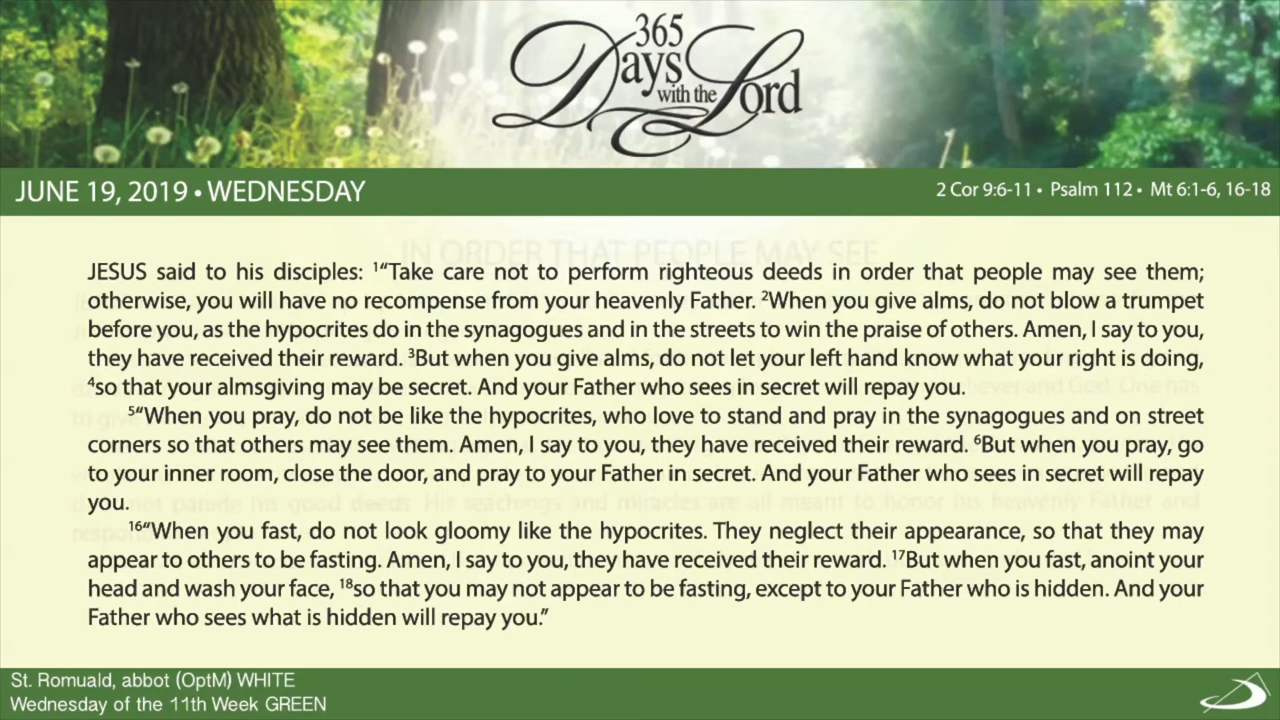 365
Days
with the Lord
JUNE 19, 2019 • WEDNESDAY
2 Cor 9:6-11 • Psalm 112 • Mt 6:1-6, 16-18
IN ORDER THAT PEOPLE MAY SEE
JESUS said to his disciples: ¹“Take care not to perform righteous deeds in order that people may see them;
otherwise, you will have no recompense from your heavenly Father. ²When you give alms, do not blow a trumpet
before you, as the hypocrites do in the synagogues and in the streets to win the praise of others. Amen, I say to you,
they have received their reward. ³But when you give alms, do not let your left hand know what your right is doing,
⁴so that your almsgiving may be secret. And your Father who sees in secret will repay you.
⁵“When you pray, do not be like the hypocrites, who love to stand and pray in the synagogues and on street
corners so that others may see them. Amen, I say to you, they have received their reward. ⁶But when you pray, go
to your inner room, close the door, and pray to your Father in secret. And your Father who sees in secret will repay
you.
¹⁶“When you fast, do not look gloomy like the hypocrites. They neglect their appearance, so that they may
appear to others to be fasting. Amen, I say to you, they have received their reward. ¹⁷But when you fast, anoint your
head and wash your face, ¹⁸so that you may not appear to be fasting, except to your Father who is hidden. And your
Father who sees what is hidden will repay you.”
St. Romuald, abbot (OptM) WHITE
Wednesday of the 11th Week GREEN